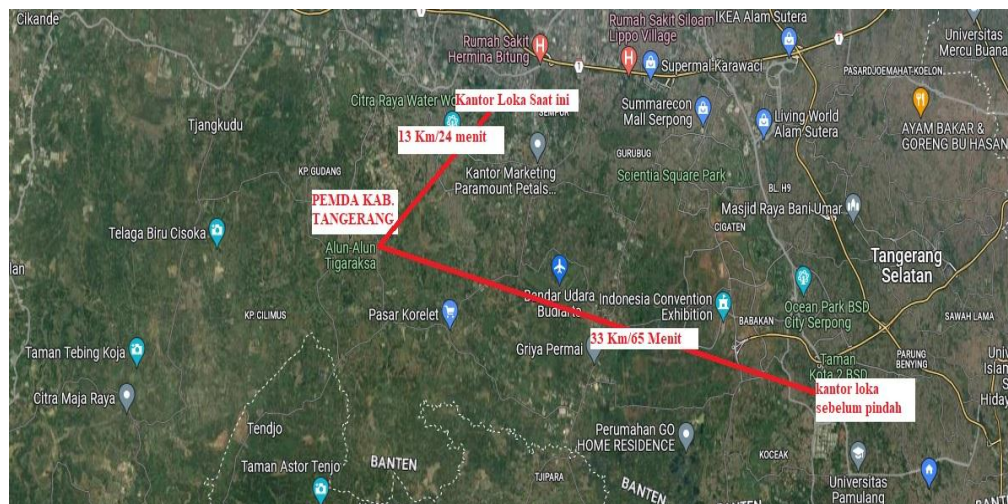 Cikande
Rumah Sakit
Hermina Bitung
Rumah Sakit Siloam
Lippo Village
IKEA Alam Sutera
Universitas
Mercu Buana
Supermal Karawaci
PASARDJOEMAHAT-KOELON
Citra Raya Water Wo
Kantor Loka Saat ini
SEMPUR
Tjangkudu
13 Km/24 menit
Summarecon
Mall Serpong
Living World
Alam Sutera
AYAM BAKAR &
GORENG BU HASAN
Kantor Marketing
Paramount Petals...
GURUBUG
Scientia Square Park
KP GUDANG
BL. H9
PEMDA KAB.
TANGERANG
Masjid Raya Bani Umar
CIGATEN
Telaga Biru Cisoka
Alun-Alun
Tigaraksa
Tangerang
Selatan
Bandar Udara
Budiarto
Indonesia Convention
Exhibition
Ocean Park BSD
City Serpong
KP CILIMUS
Pasar Korelet
BABAKAN
SAWAH LAMA
33 Km/65 Menit
Taman Tebing Koja
Griya Permai
Taman
Kota 2 BSD
PARUNG
BENYING
kantor loka
sebelum pindah
Citra Maja Raya
Tendjo
Perumahan GO
HOME RESIDENCE
KOCEAK
Taman Astor Tenjo
BANTEN
TJIPARA
BANTEN
Universitas
Pamulang